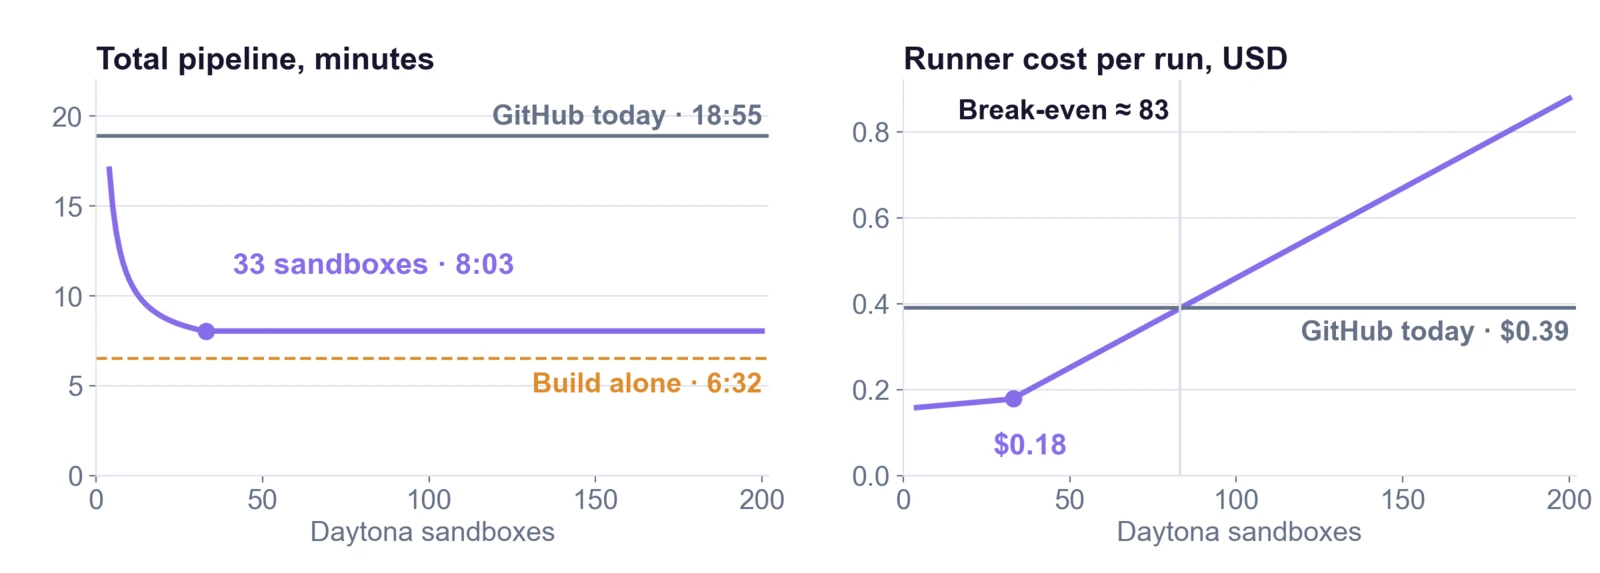 Total pipeline, minutes
20
15
10
5
0
GitHub today · 18:55
33 sandboxes · 8:03
Build alone · 6:32
0 50 100 150 200
Daytona sandboxes
Runner cost per run, USD
Break-even ≈ 83
0.8
0.6
0.4
0.2
0.0
GitHub today · $0.39
$0.18
0 50 100 150 200
Daytona sandboxes